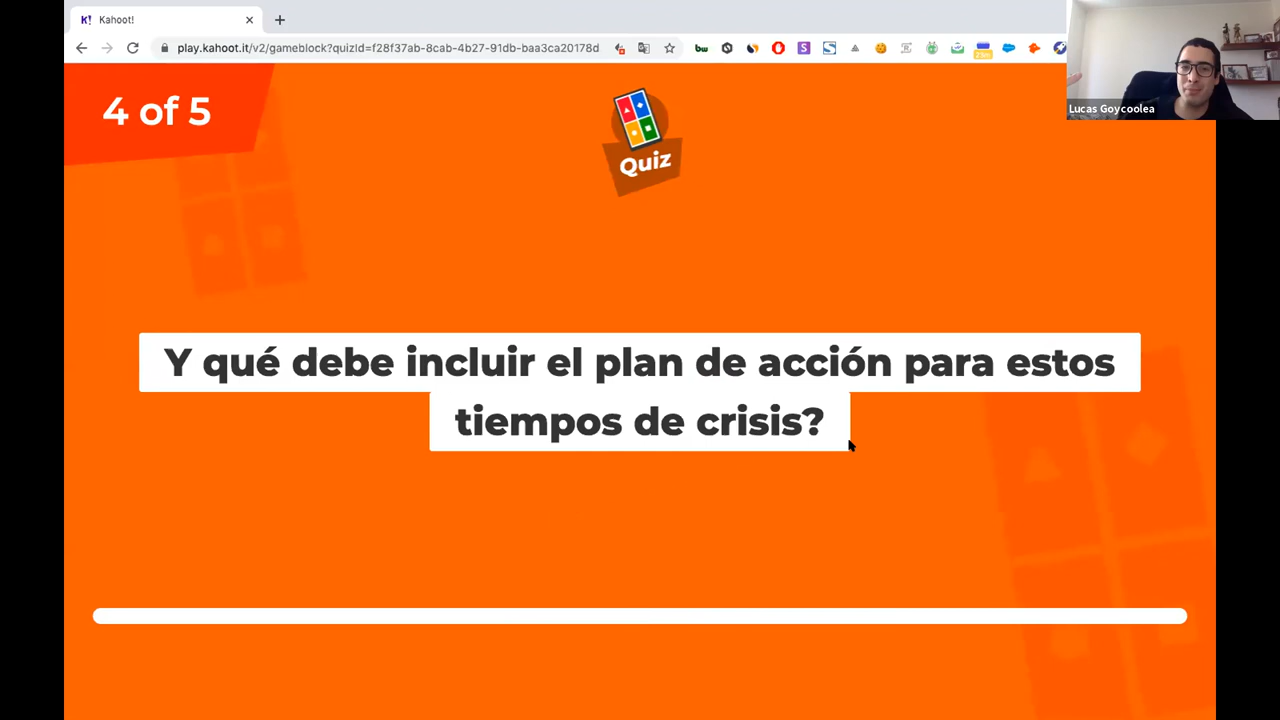 Kahoot!
play.kahoot.it/v2/gameblock?quizId=f28f37ab-8cab-4b27-91db-baa3ca20178d
Lucas Goycoolea
4 of 5
Quiz
Y qué debe incluir el plan de acción para estos
tiempos de crisis?